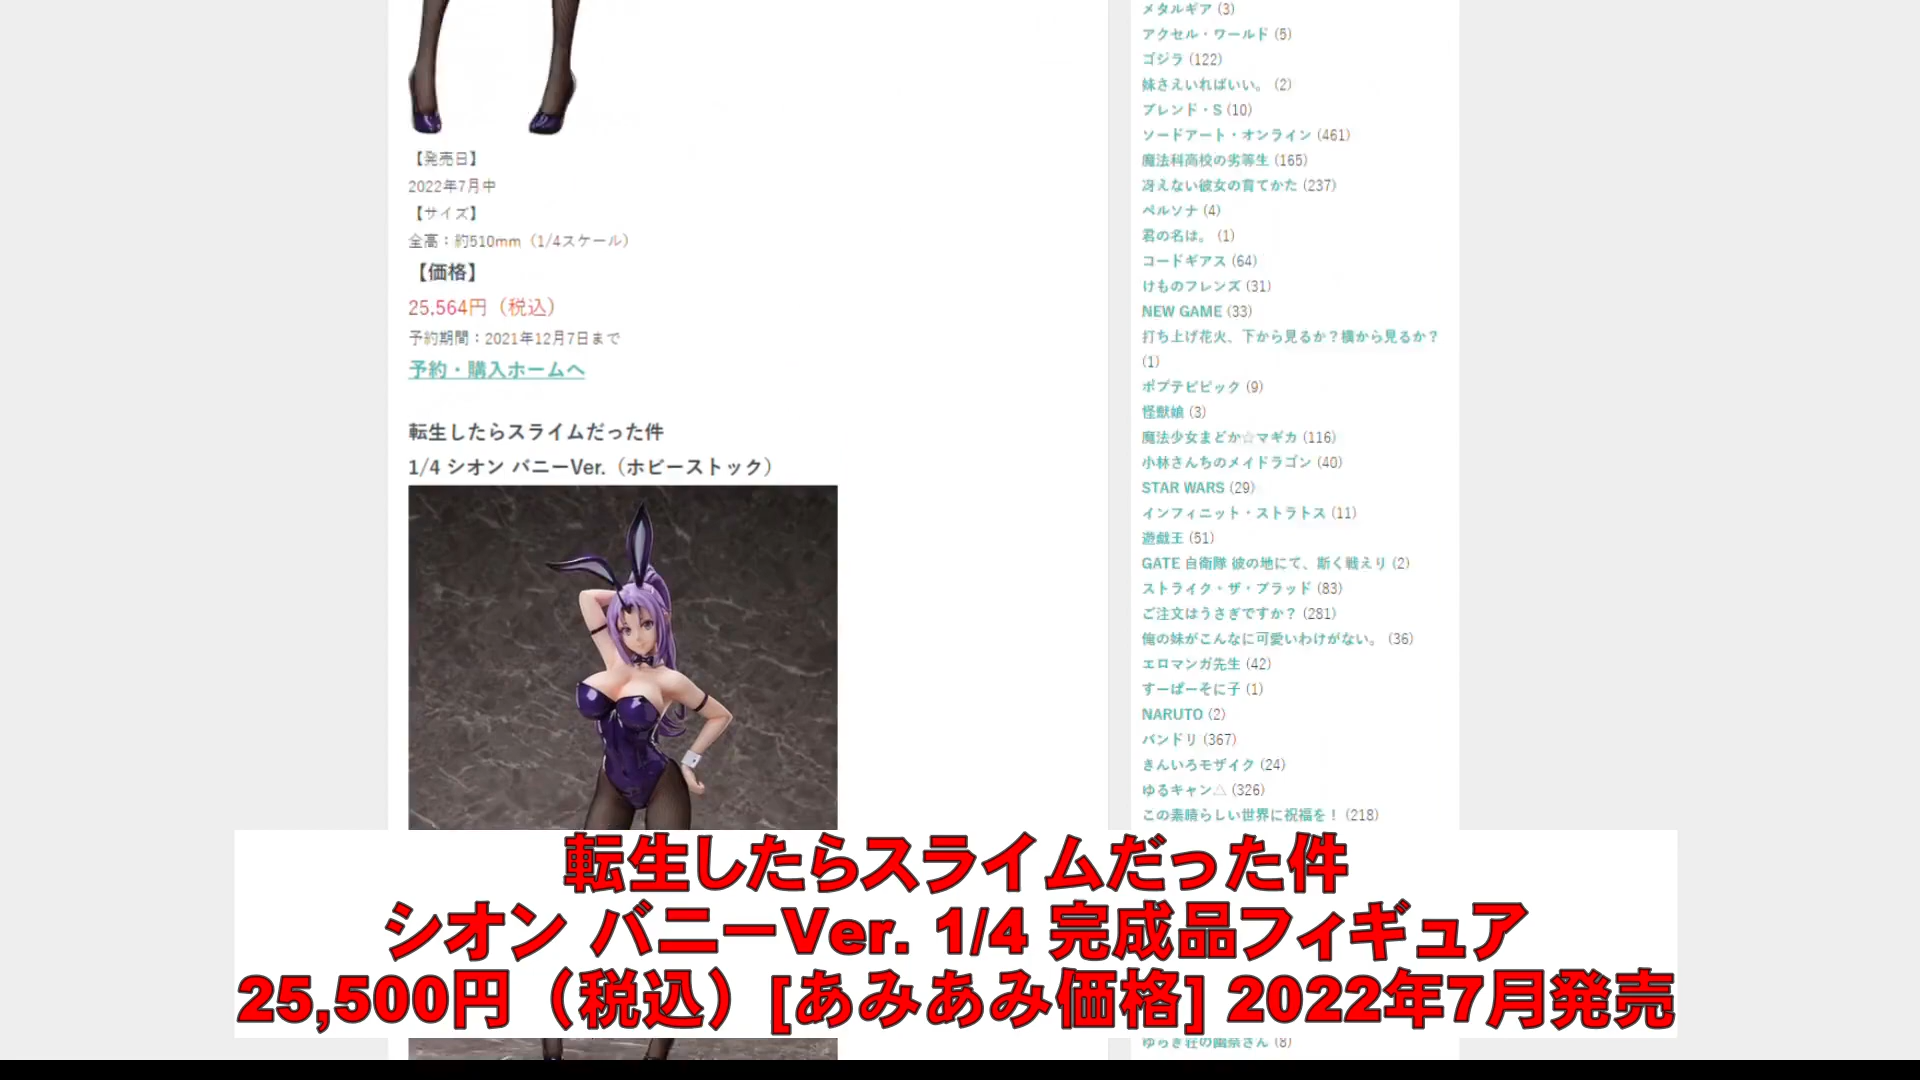 【発売日】
2022年7月中
【サイズ】
全高：約510mm（1/4スケール）
【価格】
25,564円（税込）
予約期間：2021年12月7日まで
予約・購入ホームへ
転生したらスライムだった件
1/4 シオン バニーVer.（ホビーストック）
メタルギア (3)
アクセル・ワールド (5)
ゴジラ (122)
妹さえいればいい。 (2)
ブレンド・S (10)
ソードアート・オンライン (461)
魔法科高校の劣等生 (165)
冴えない彼女の育てかた (237)
ペルソナ (4)
君の名は。 (1)
コードギアス (64)
けものフレンズ (31)
NEW GAME (33)
打ち上げ花火、下から見るか？横から見るか？
(1)
ポプテピピック (9)
怪獣娘 (3)
魔法少女まどか☆マギカ (116)
小林さんちのメイドラゴン (40)
STAR WARS (29)
インフィニット・ストラトス (11)
遊戯王 (51)
GATE 自衛隊 彼の地にて、斯く戦えり (2)
ストライク・ザ・ブラッド (83)
ご注文はうさぎですか？ (281)
俺の妹がこんなに可愛いわけがない。 (36)
エロマンガ先生 (42)
すーぱーそに子 (1)
NARUTO (2)
バンドリ (367)
きんいろモザイク (24)
ゆるキャン△ (326)
この素晴らしい世界に祝福を！ (218)
ゆらぎ荘の幽奈さん (8)
転生したらスライムだった件
シオン バニーVer. 1/4 完成品フィギュア
25,500円（税込）[あみあみ価格] 2022年7月発売